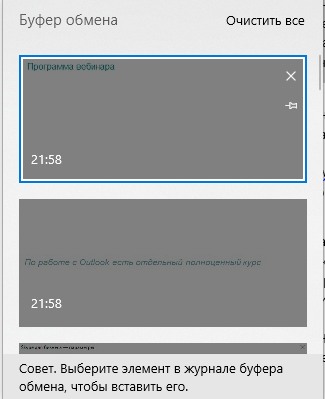 Буфер обмена
Очистить все
Программа вебинара
21:58
По работе с Outlook есть отдельный полноценный курс
21:58
Совет. Выберите элемент в журнале буфера
обмена, чтобы вставить его.